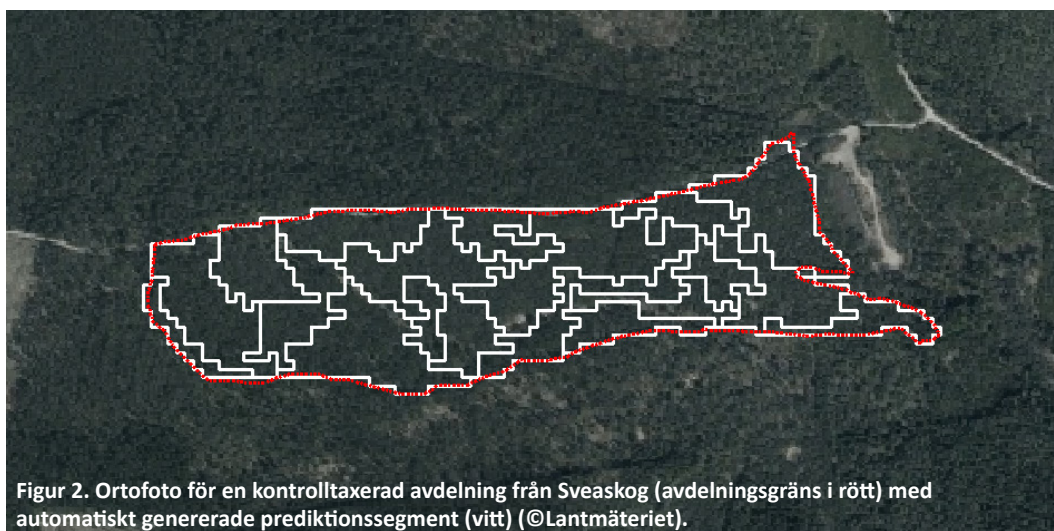 Figur 2. Ortofoto för en kontrolltaxerad avdelning från Sveaskog (avdelningsgräns i rött) med
automatiskt genererade prediktionssegment (vitt) (©Lantmäteriet).